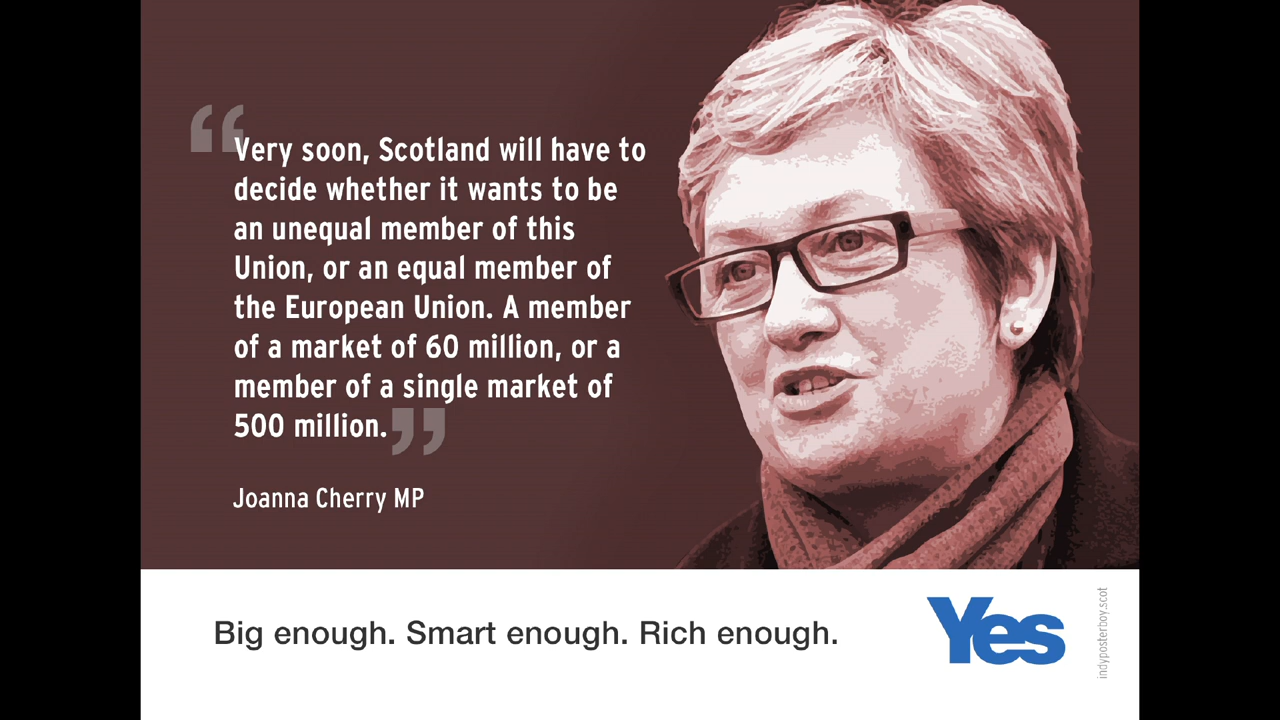 “Very soon, Scotland will have to
decide whether it wants to be
an unequal member of this
Union, or an equal member of
the European Union. A member
of a market of 60 million, or a
member of a single market of
500 million.”
Joanna Cherry MP
Big enough. Smart enough. Rich enough.
Yes
indyposterboy.scot